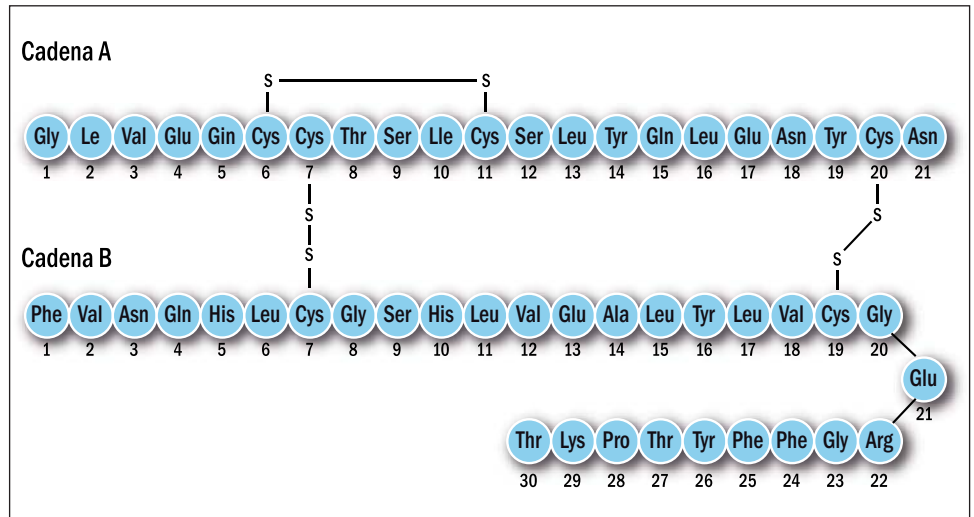 Cadena A
S S
Gly Le Val Glu Gin Cys Cys Thr Ser Lle Cys Ser Leu Tyr Gln Leu Glu Asn Tyr Cys Asn
1 2 3 4 5 6 7 8 9 10 11 12 13 14 15 16 17 18 19 20 21
S S
Cadena B
S S
Phe Val Asn Gln His Leu Cys Gly Ser His Leu Val Glu Ala Leu Tyr Leu Val Cys Gly
1 2 3 4 5 6 7 8 9 10 11 12 13 14 15 16 17 18 19 20
Glu
21
Thr Lys Pro Thr Tyr Phe Phe Gly Arg
30 29 28 27 26 25 24 23 22